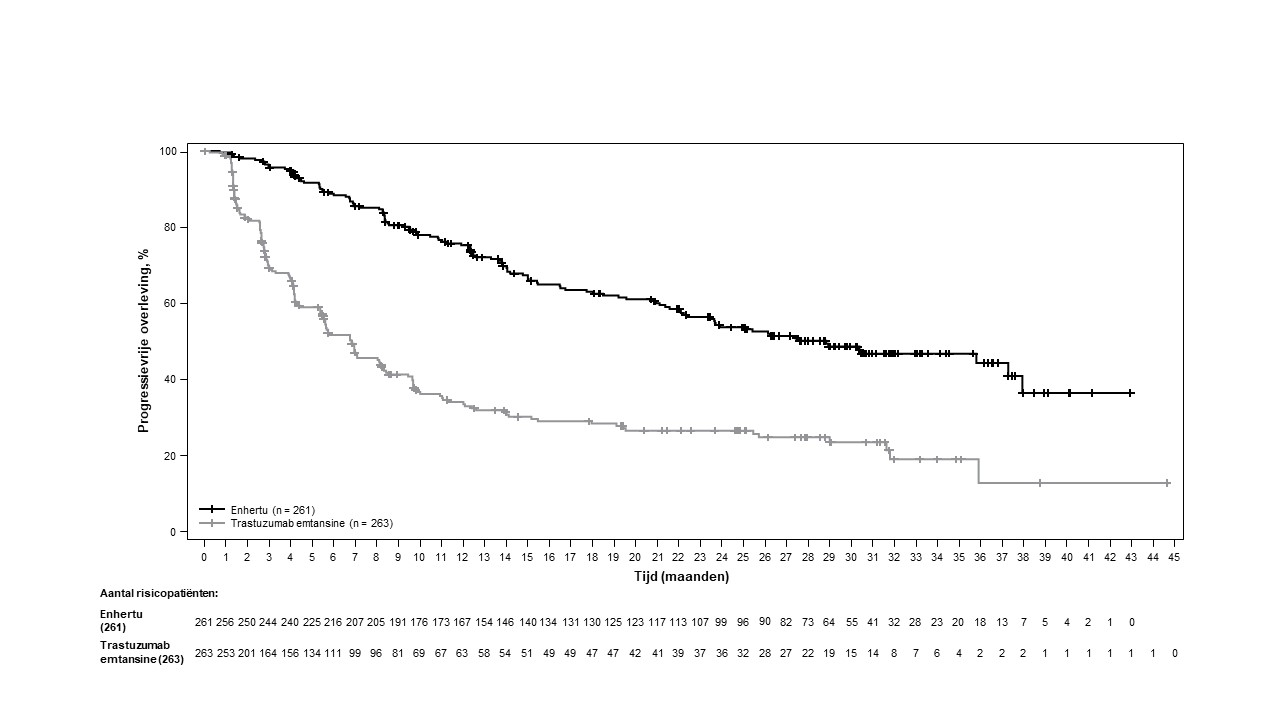 100
80
60
40
20
0
Progressievrije overleving, %
Enhertu (n = 261)
Trastuzumab emtansine (n = 263)
0 1 2 3 4 5 6 7 8 9 10 11 12 13 14 15 16 17 18 19 20 21 22 23 24 25 26 27 28 29 30 31 32 33 34 35 36 37 38 39 40 41 42 43 44 45
Tijd (maanden)
Aantal risicopatiënten:
Enhertu
(261)
261 256 250 244 240 225 216 207 205 191 176 173 167 154 146 140 134 131 130 125 123 117 113 107 99 96 90 82 73 64 55 41 32 28 23 20 18 13 7 5 4 2 1 0
Trastuzumab
emtansine (263)
263 253 201 164 156 134 111 99 96 81 69 67 63 58 54 51 49 49 47 47 42 41 39 37 36 32 28 27 22 19 15 14 8 7 6 4 2 2 2 1 1 1 1 1 1 0